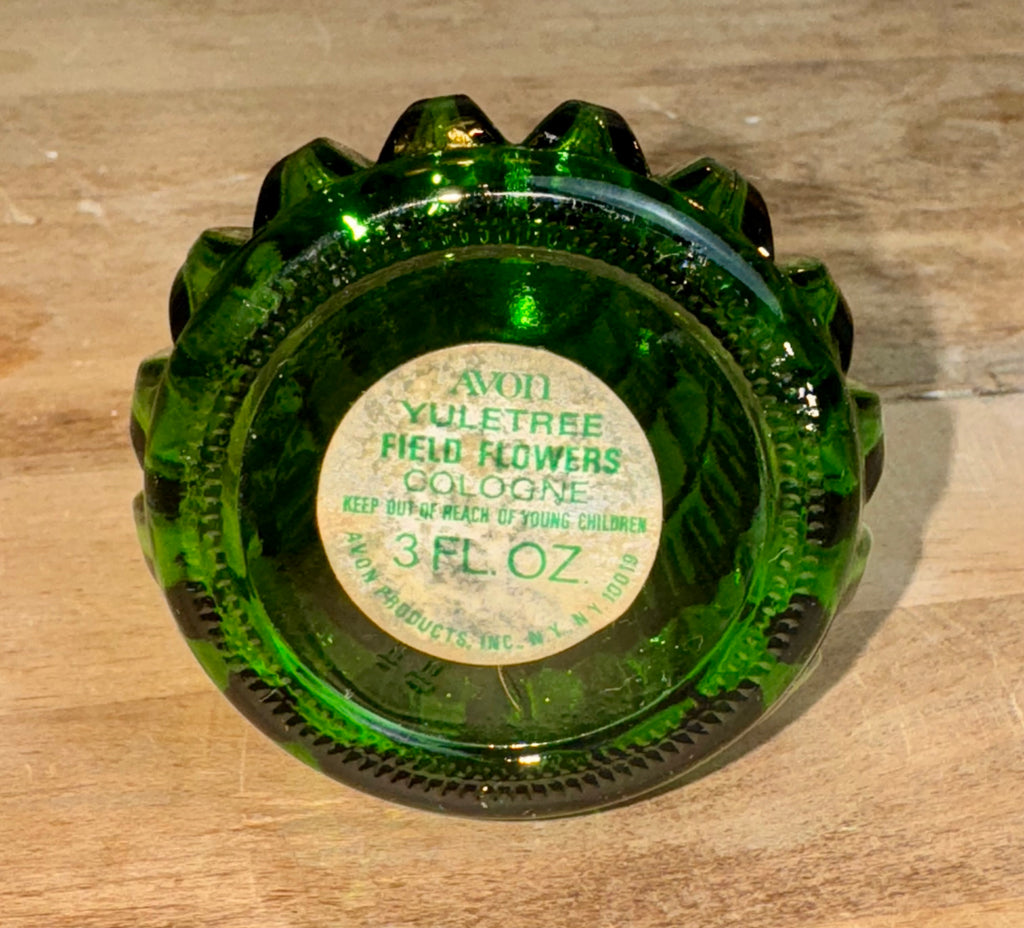 AVON
YULETREE
FIELD FLOWERS
COLOGNE
KEEP OUT OF REACH OF YOUNG CHILDREN
3 FL. OZ.
AVON PRODUCTS, INC. N.Y. N.Y. 10019